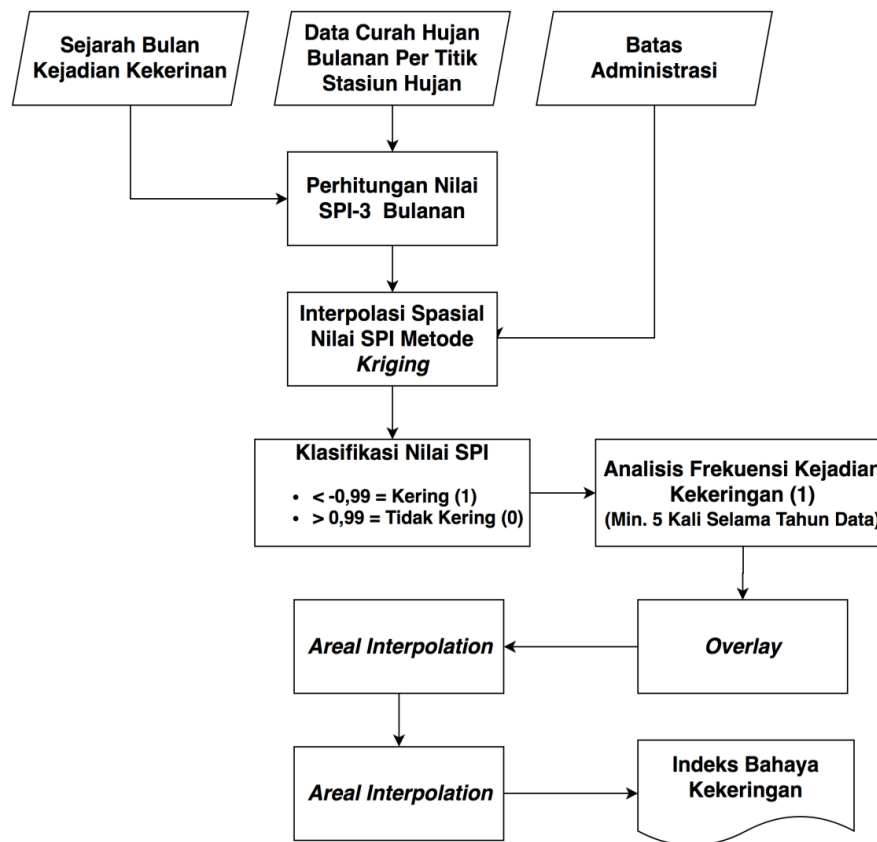 Sejarah Bulan
Kejadian Kekerinan
Data Curah Hujan
Bulanan Per Titik
Stasiun Hujan
Batas
Administrasi
Perhitungan Nilai
SPI-3 Bulanan
Interpolasi Spasial
Nilai SPI Metode
Kriging
Klasifikasi Nilai SPI
• < -0,99 = Kering (1)
• > 0,99 = Tidak Kering (0)
Analisis Frekuensi Kejadian
Kekeringan (1)
(Min. 5 Kali Selama Tahun Data)
Overlay
Areal Interpolation
Areal Interpolation
Indeks Bahaya
Kekeringan